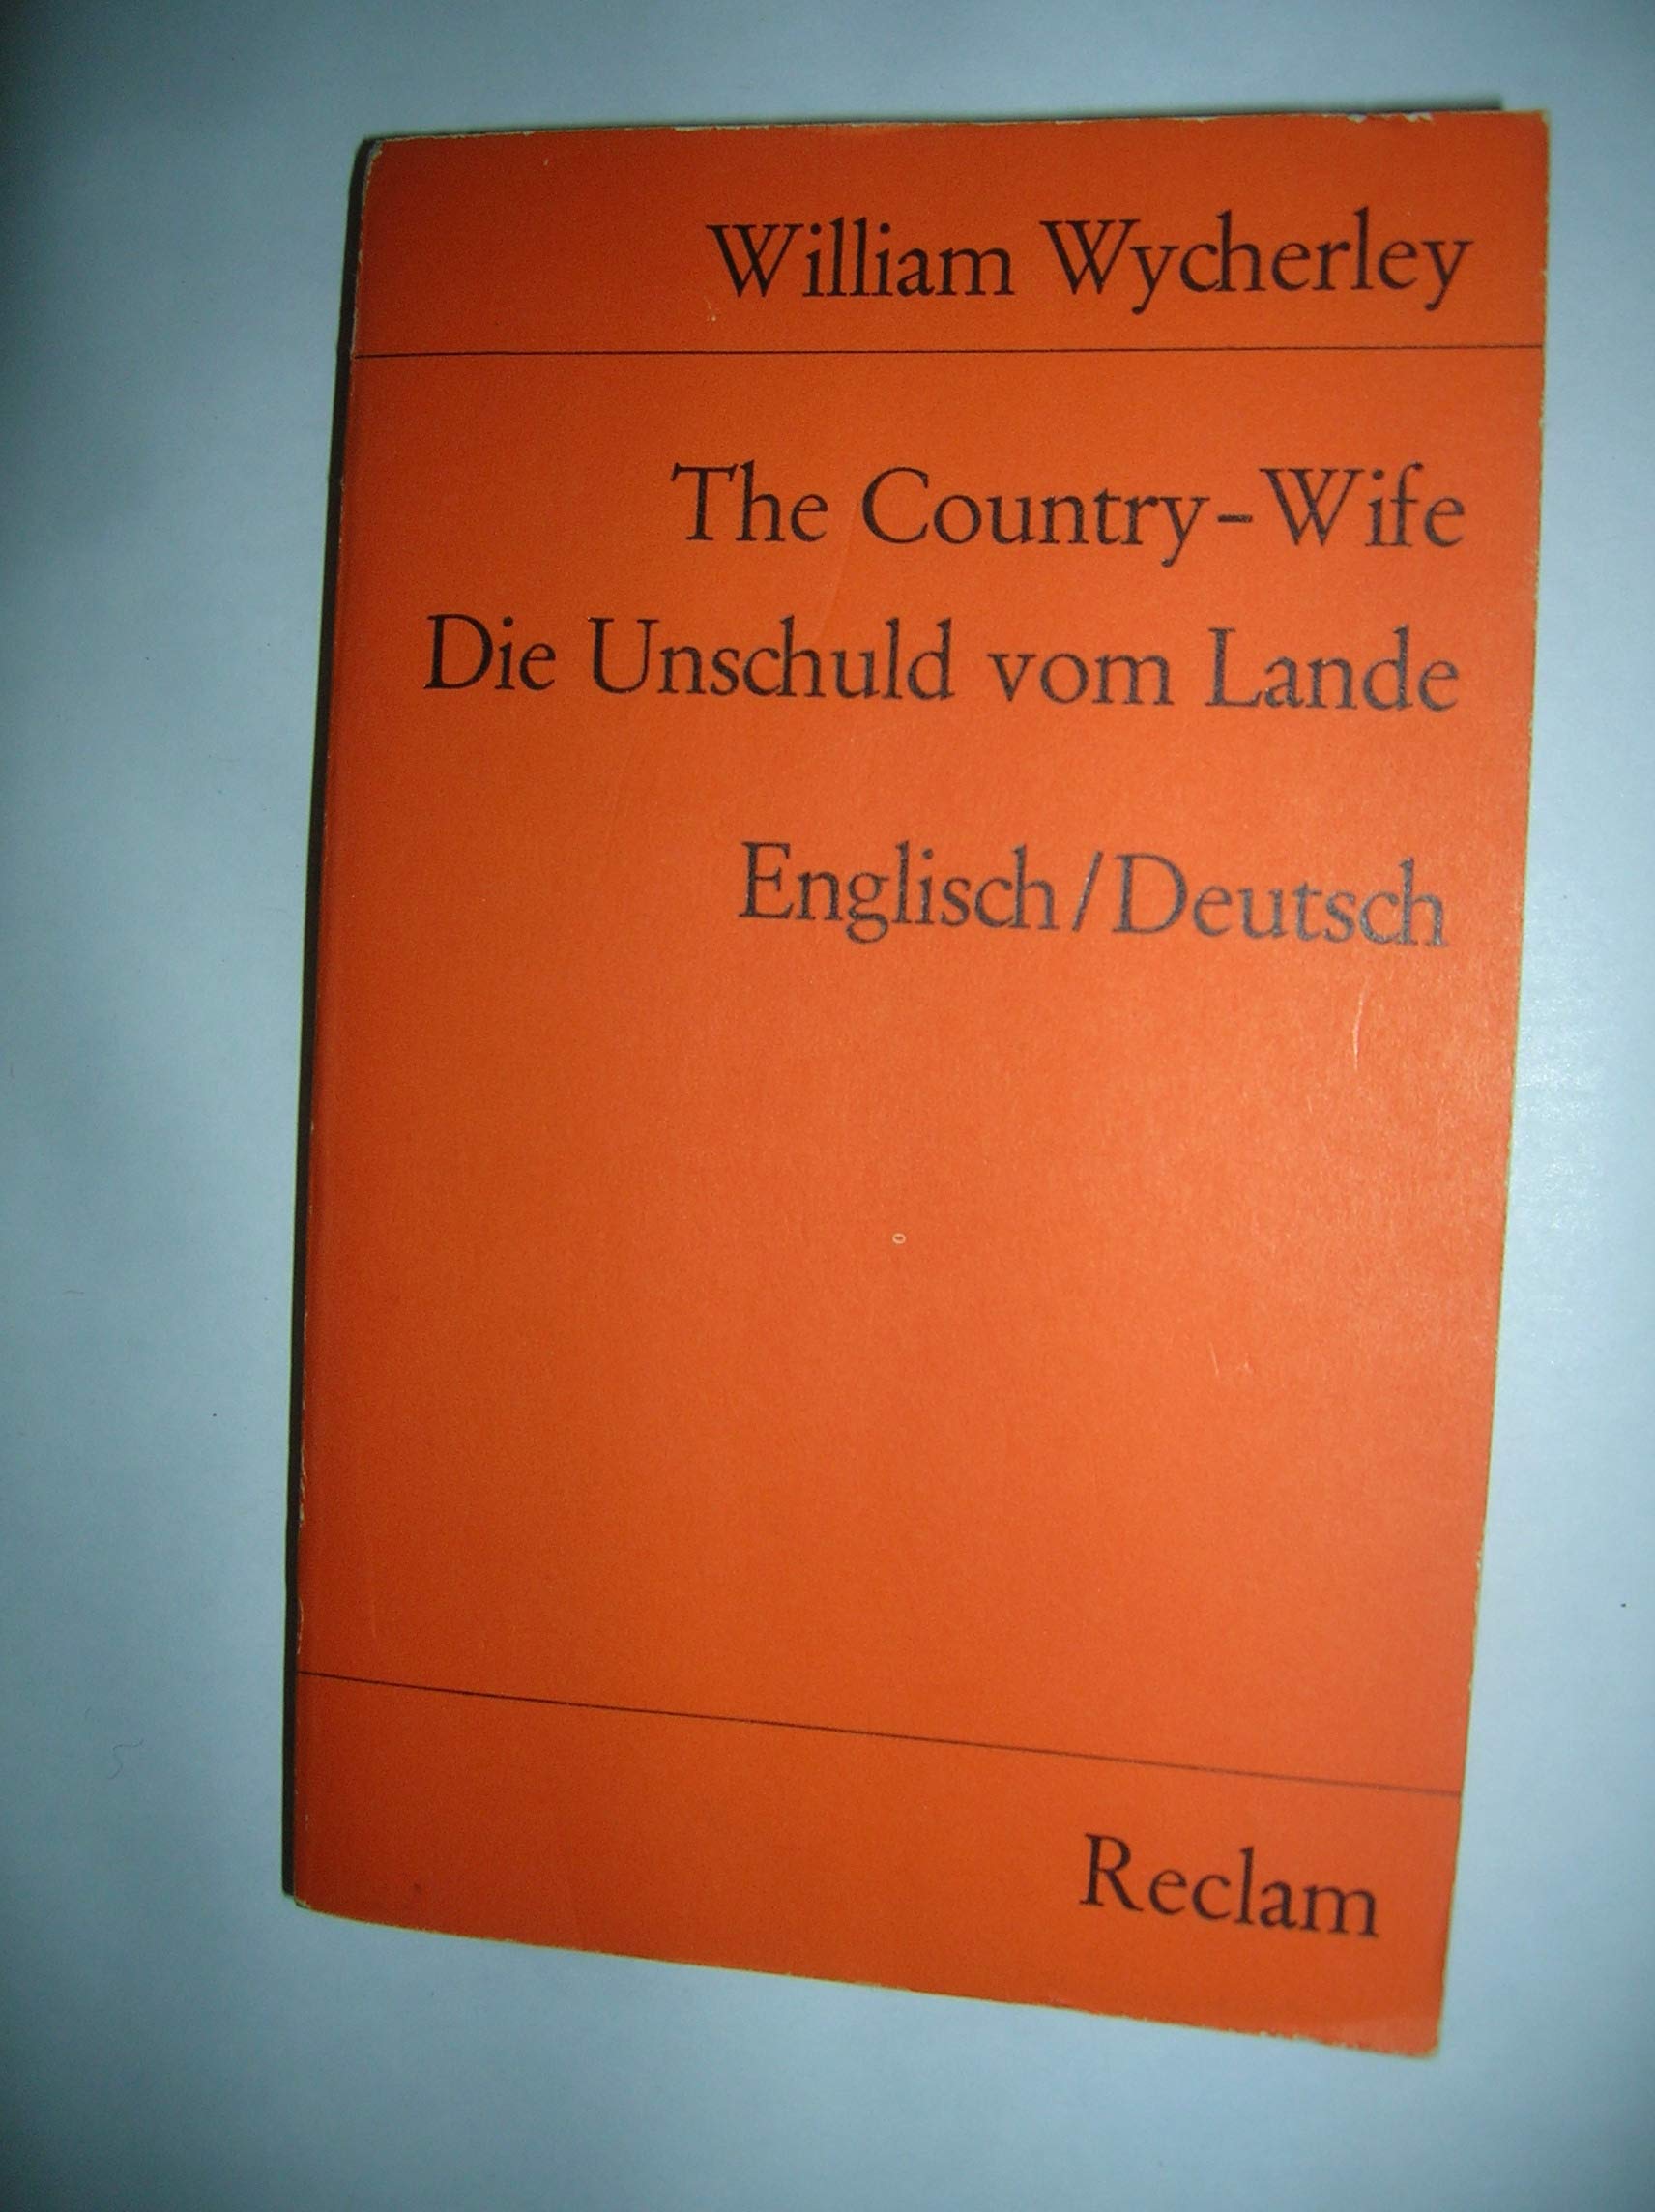 William Wycherley
The Country-Wife
Die Unschuld vom Lande
Englisch/Deutsch
Reclam